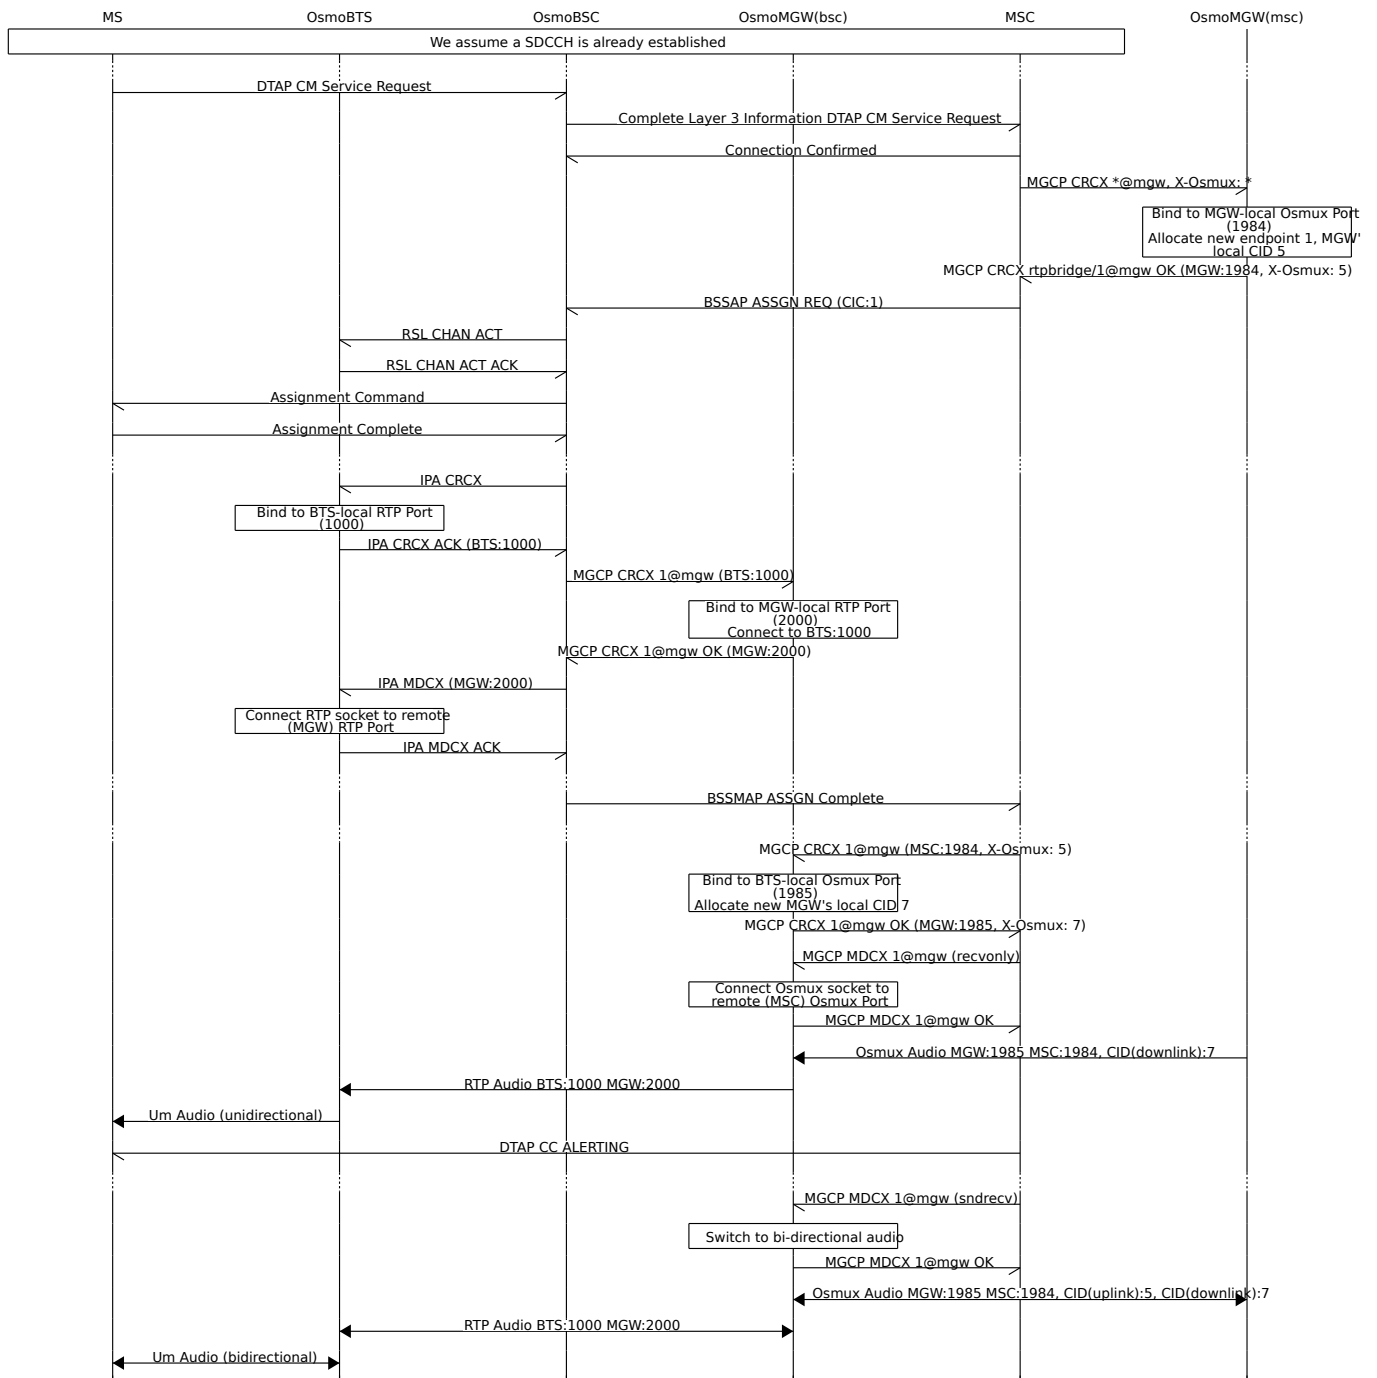 MS OsmoBTS OsmoBSC OsmoMGW(bsc) MSC OsmoMGW(msc)
We assume a SDCCH is already established
DTAP CM Service Request
Complete Layer 3 Information DTAP CM Service Request
Connection Confirmed
MGCP CRCX *@mgw, X-Osmux: *
Bind to MGW-local Osmux Port
(1984)
Allocate new endpoint 1, MGW'
local CID 5
MGCP CRCX rtpbridge/1@mgw OK (MGW:1984, X-Osmux: 5)
BSSAP ASSGN REQ (CIC:1)
RSL CHAN ACT
RSL CHAN ACT ACK
Assignment Command
Assignment Complete
IPA CRCX
Bind to BTS-local RTP Port
(1000)
IPA CRCX ACK (BTS:1000)
MGCP CRCX 1@mgw (BTS:1000)
Bind to MGW-local RTP Port
(2000)
Connect to BTS:1000
MGCP CRCX 1@mgw OK (MGW:2000)
IPA MDCX (MGW:2000)
Connect RTP socket to remote
(MGW) RTP Port
IPA MDCX ACK
BSSMAP ASSGN Complete
MGCP CRCX 1@mgw (MSC:1984, X-Osmux: 5)
Bind to BTS-local Osmux Port
(1985)
Allocate new MGW's local CID 7
MGCP CRCX 1@mgw OK (MGW:1985, X-Osmux: 7)
MGCP MDCX 1@mgw (recvonly)
Connect Osmux socket to
remote (MSC) Osmux Port
MGCP MDCX 1@mgw OK
Osmux Audio MGW:1985 MSC:1984, CID(downlink):7
RTP Audio BTS:1000 MGW:2000
Um Audio (unidirectional)
DTAP CC ALERTING
MGCP MDCX 1@mgw (sndrecv)
Switch to bi-directional audio
MGCP MDCX 1@mgw OK
Osmux Audio MGW:1985 MSC:1984, CID(uplink):5, CID(downlink):7
RTP Audio BTS:1000 MGW:2000
Um Audio (bidirectional)